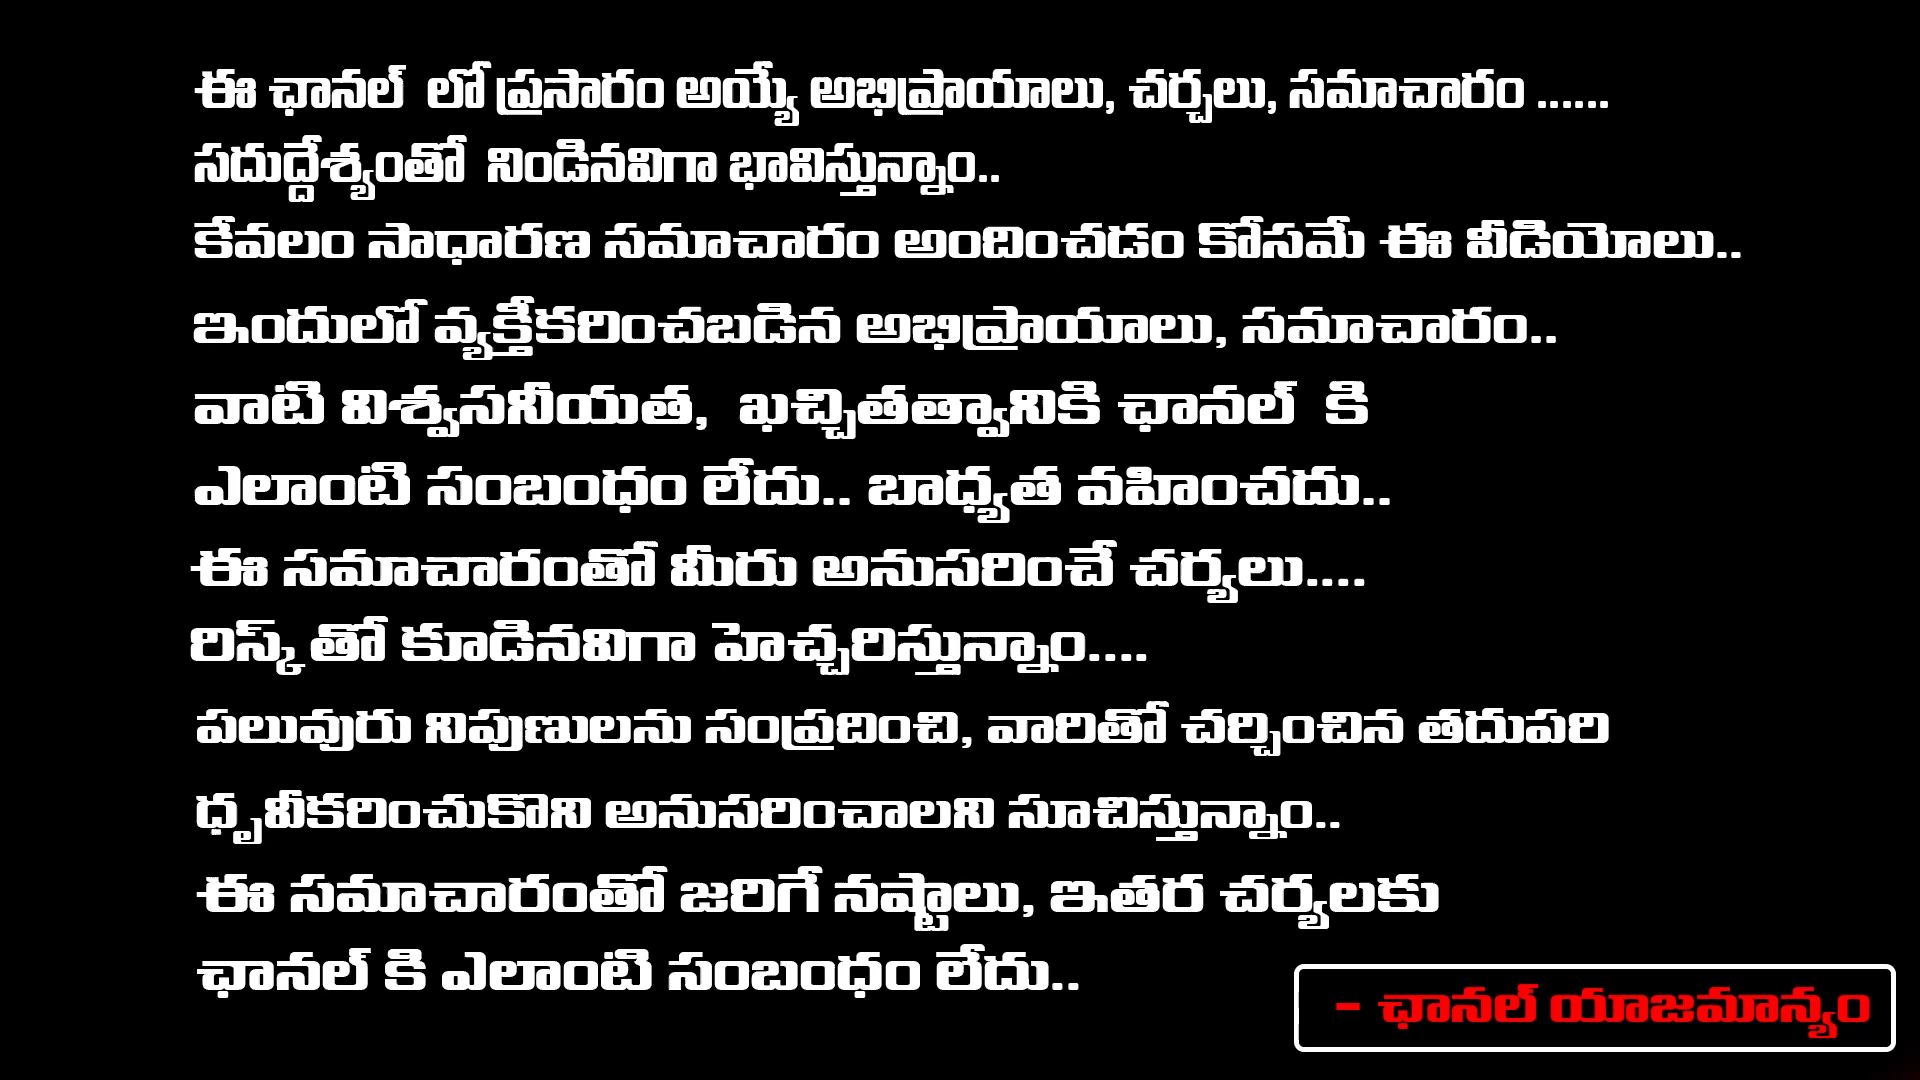 ఈ ఛానల్ లో ప్రసారం అయ్యే అభిప్రాయాలు, చర్చలు, సమాచారం ......
సదుద్దేశ్యంతో నిండినవిగా భావిస్తున్నాం..
కేవలం సాధారణ సమాచారం అందించడం కోసమే ఈ వీడియోలు..
ఇందులో వ్యక్తీకరించబడిన అభిప్రాయాలు, సమాచారం..
వాటి విశ్వసనీయత, ఖచ్చితత్వానికి ఛానల్ కి
ఎలాంటి సంబంధం లేదు.. బాధ్యత వహించదు..
ఈ సమాచారంతో మీరు అనుసరించే చర్యలు....
రిస్క్ తో కూడినవిగా హెచ్చరిస్తున్నాం....
పలువురు నిపుణులను సంప్రదించి, వారితో చర్చించిన తదుపరి
ధృవీకరించుకొని అనుసరించాలని సూచిస్తున్నాం..
ఈ సమాచారంతో జరిగే నష్టాలు, ఇతర చర్యలకు
ఛానల్ కి ఎలాంటి సంబంధం లేదు..
- ఛానల్ యాజమాన్యం